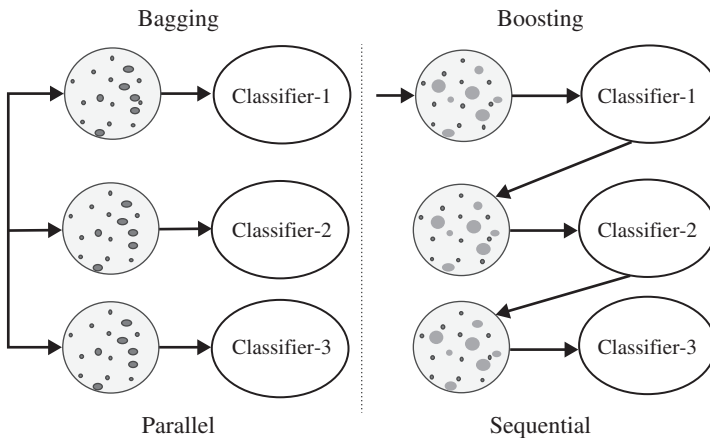 Bagging
Boosting
Classifier-1
Classifier-1
Classifier-2
Classifier-2
Classifier-3
Classifier-3
Parallel
Sequential